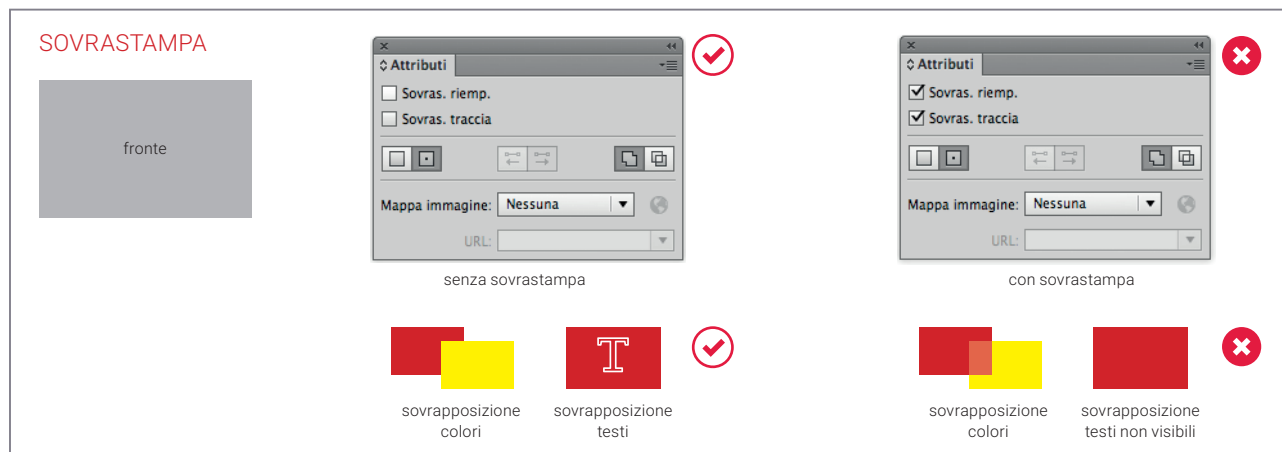 SOVRASTAMPA
fronte
Attributi
Sovras. riemp.
Sovras. traccia
Mappa immagine: Nessuna
URL:
senza sovrastampa
Attributi
Sovras. riemp.
Sovras. traccia
Mappa immagine: Nessuna
URL:
con sovrastampa
T
sovrapposizione
colori
sovrapposizione
testi
sovrapposizione
colori
sovrapposizione
testi non visibili